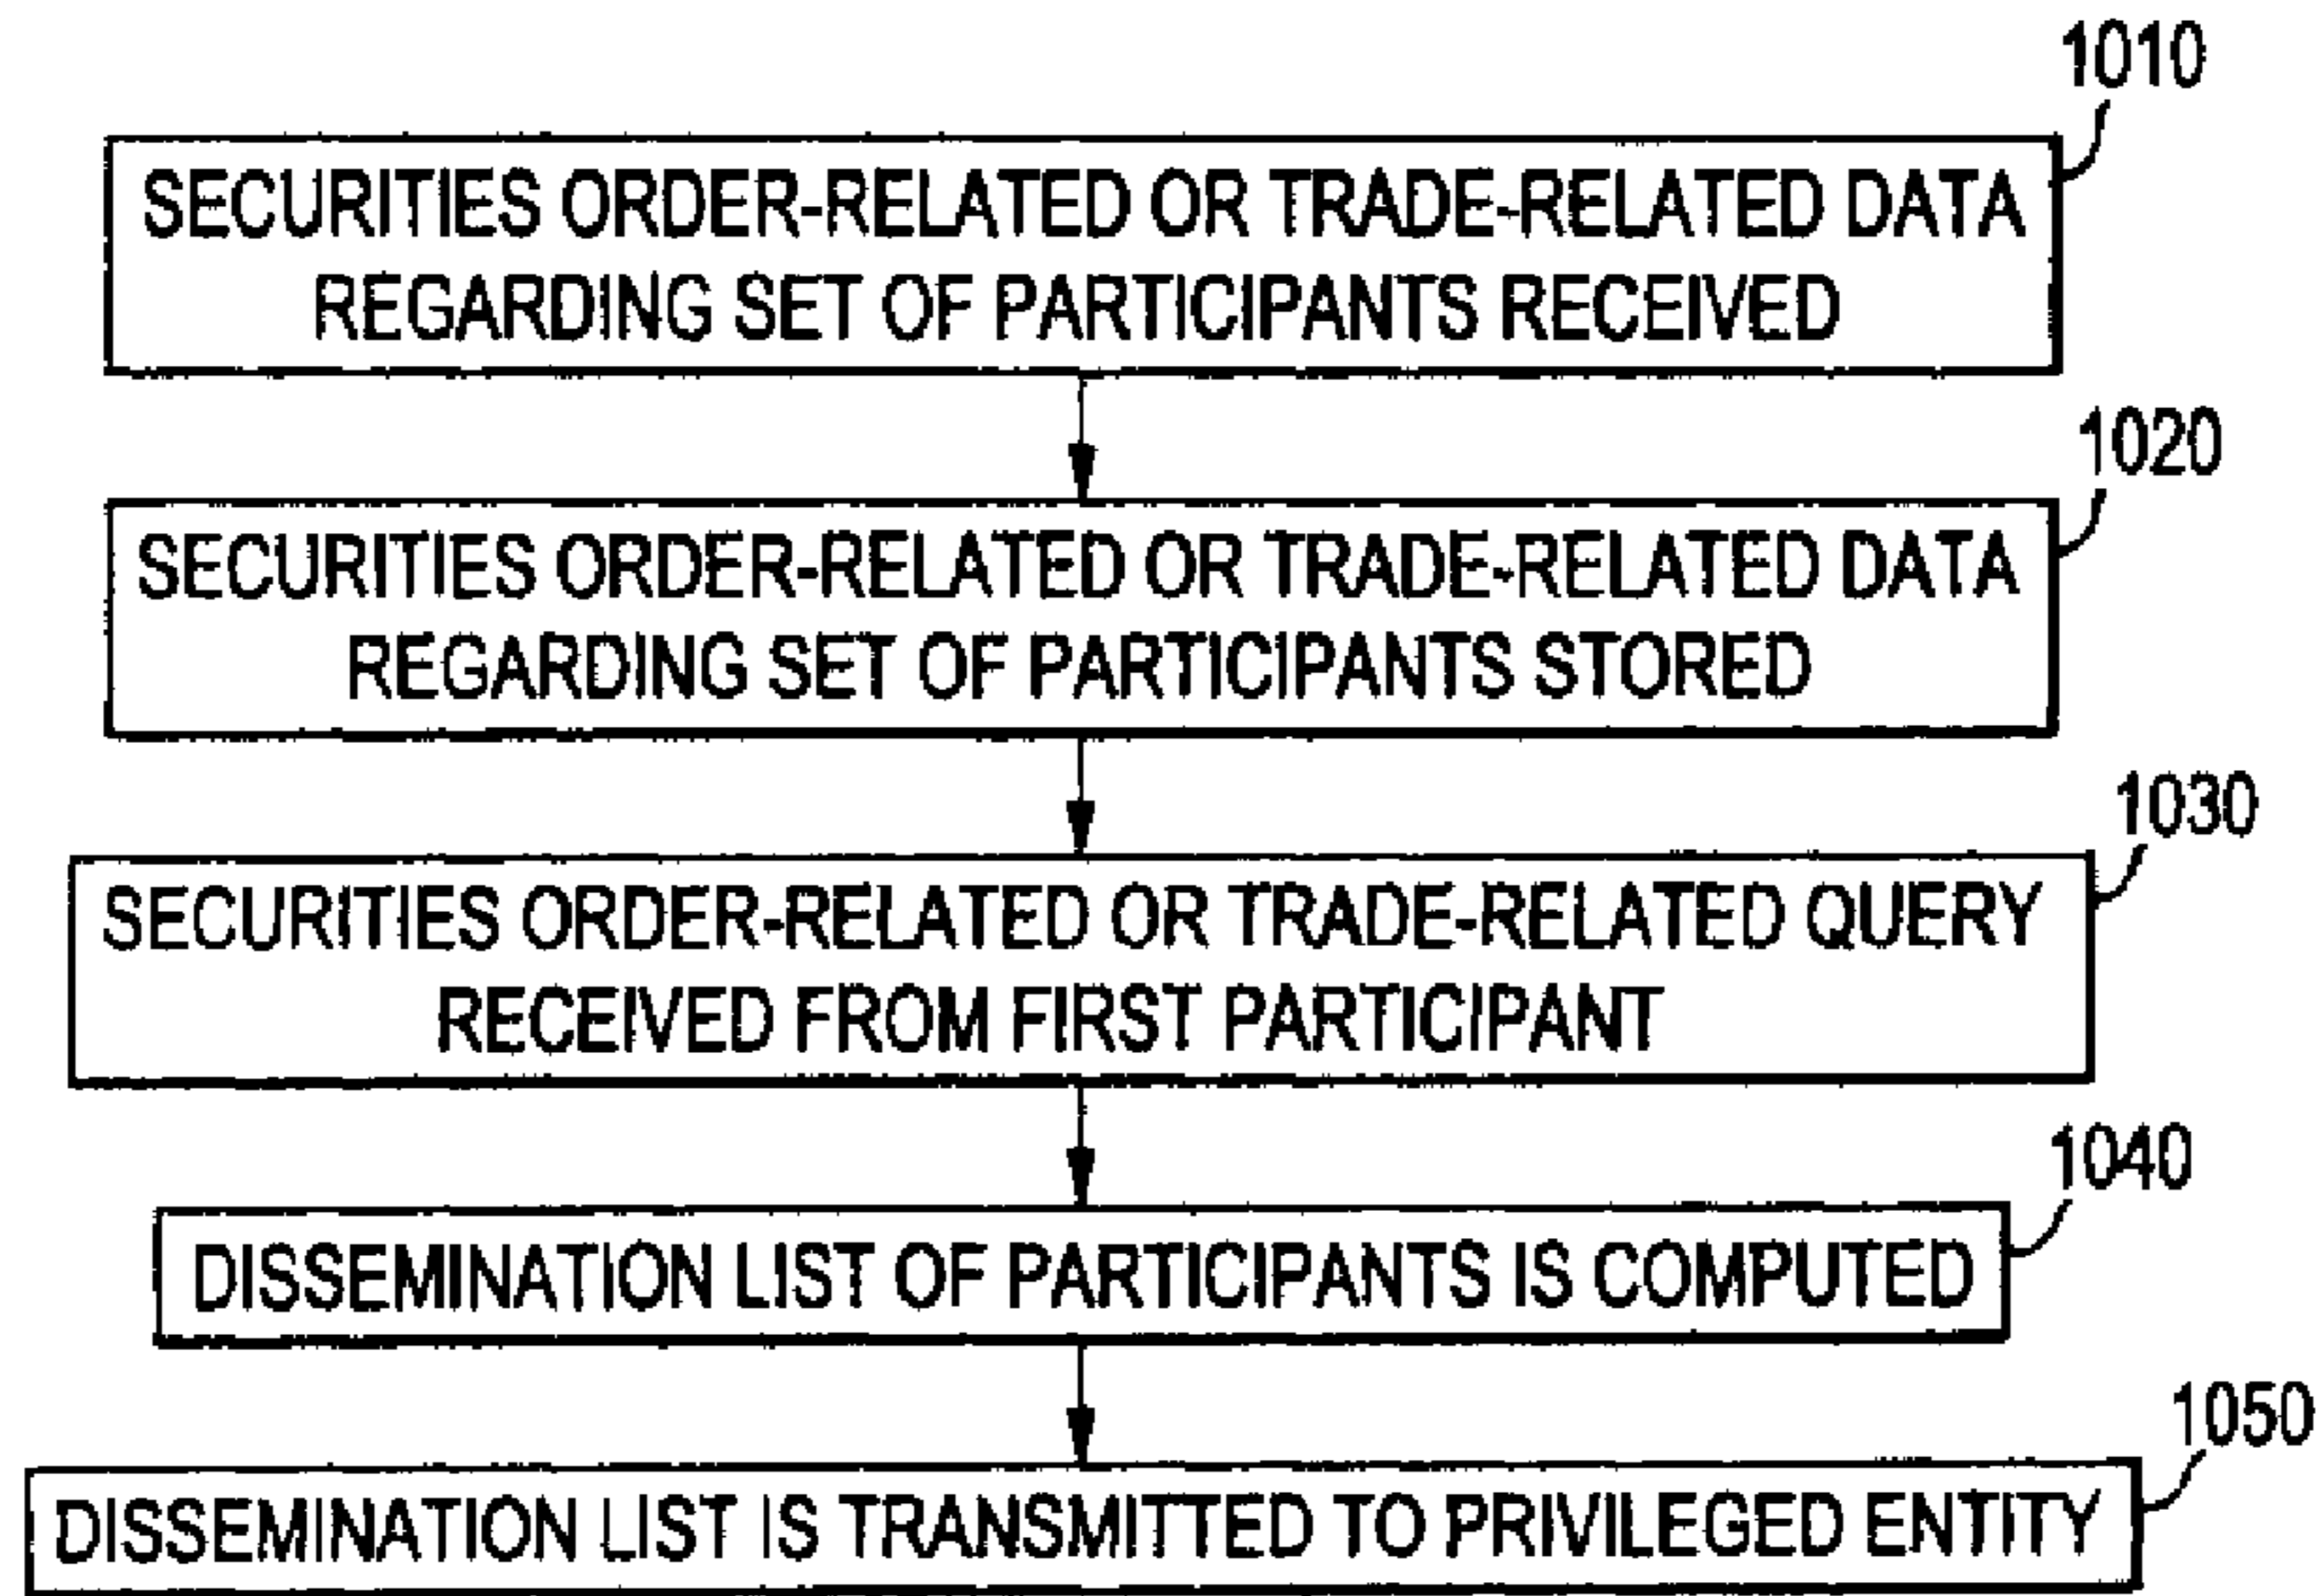 1010
SECURITIES ORDER-RELATED OR TRADE-RELATED DATA
REGARDING SET OF PARTICIPANTS RECEIVED
1020
SECURITIES ORDER-RELATED OR TRADE-RELATED DATA
REGARDING SET OF PARTICIPANTS STORED
1030
SECURITIES ORDER-RELATED OR TRADE-RELATED QUERY
RECEIVED FROM FIRST PARTICIPANT
1040
DISSEMINATION LIST OF PARTICIPANTS IS COMPUTED
1050
DISSEMINATION LIST IS TRANSMITTED TO PRIVILEGED ENTITY